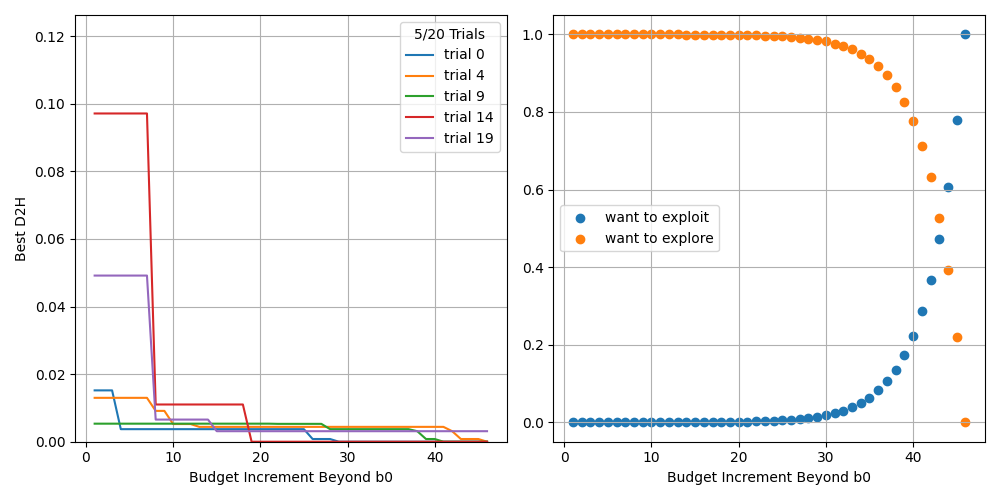 5/20 Trials
trial 0
trial 4
trial 9
trial 14
trial 19
0.12
0.10
0.08
0.06
0.04
0.02
0.00
Best D2H
0 10 20 30 40
Budget Increment Beyond b0
1.0
0.8
0.6
0.4
0.2
0.0
want to exploit
want to explore
0 10 20 30 40
Budget Increment Beyond b0